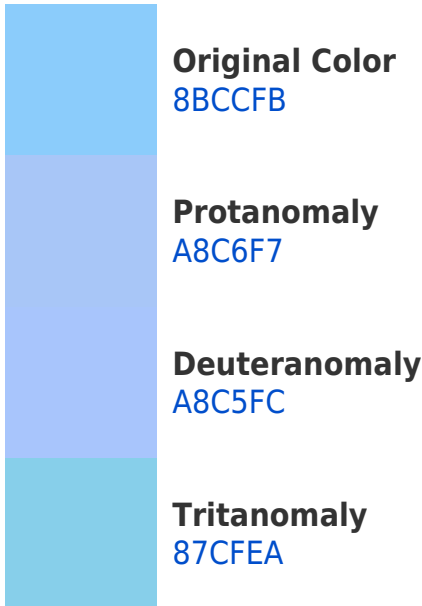 Original Color
8BCCFB
Protanomaly
A8C6F7
Deuteranomaly
A8C5FC
Tritanomaly
87CFEA